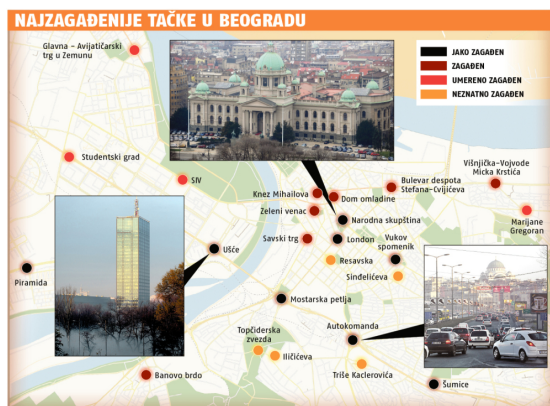 NAJZAGAĐENIJE TAČKE U BEOGRADU
Glavna – Avijatičarski
trg u Zemunu
JAKO ZAGAĐEN
ZAGAĐEN
UMERENO ZAGAĐEN
NEZNATNO ZAGAĐEN
Studentski grad
SIV
Knez Mihailova
Dom omladine
Bulevar despota
Stefana-Cvijićeva
Višnjička-Vojvode
Micka Krstića
Zeleni venac
Narodna skupština
Marijane
Gregoran
Savski trg
London
Vukov
spomenik
Ušće
Resavska
Sinđelićeva
Piramida
Mostarska petlja
Autokomanda
Topčiderska
zvezda
Iličićeva
Triše Kaclerovića
Banovo brdo
Šumice